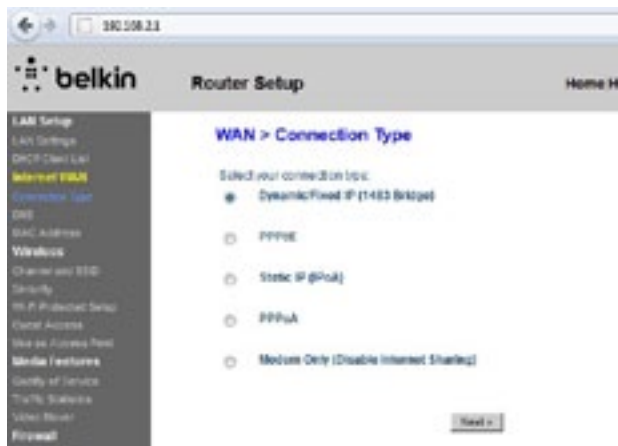 192.168.2.1
belkin
Router Setup
Home H
LAN Setup
LAN Settings
DHCP Client List
Internet WAN
Connection Type
DNS
MAC Address
Wireless
Channel and SSID
Security
Wi-Fi Protected Setup
Guest Access
Use as Access Point
Media Features
Quality of Service
Traffic Statistics
Video Mover
Firewall
WAN > Connection Type
Select your connection type:
Dynamic/Fixed IP (1483 Bridge)
PPPoE
Static IP (IPoA)
PPPoA
Modem Only (Disable Internet Sharing)
Next >